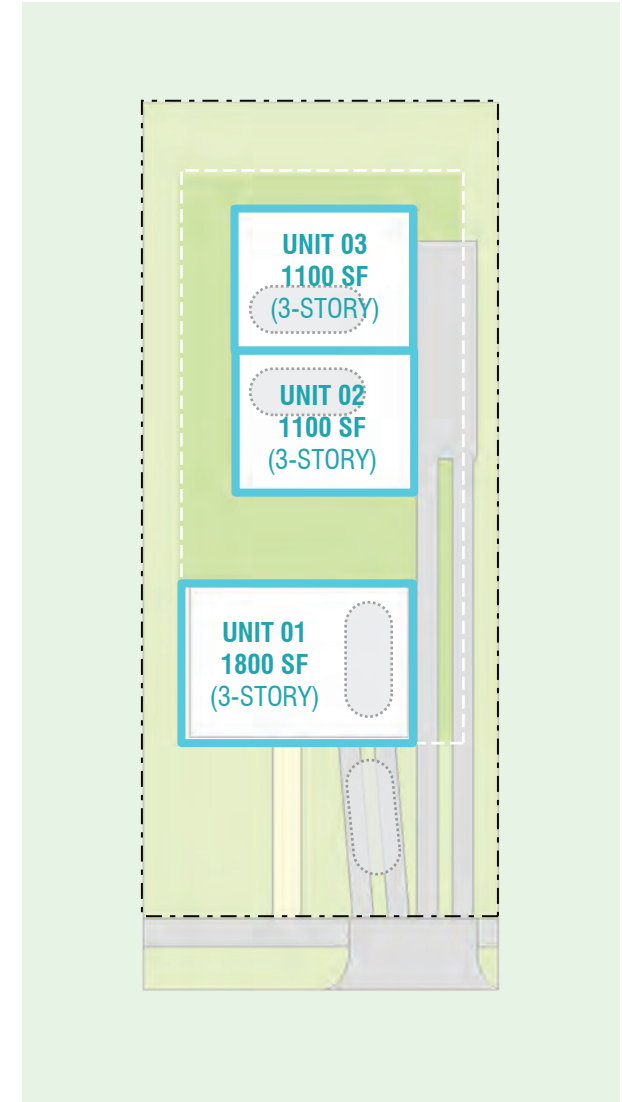 UNIT 03
1100 SF
(3-STORY)
UNIT 02
1100 SF
(3-STORY)
UNIT 01
1800 SF
(3-STORY)